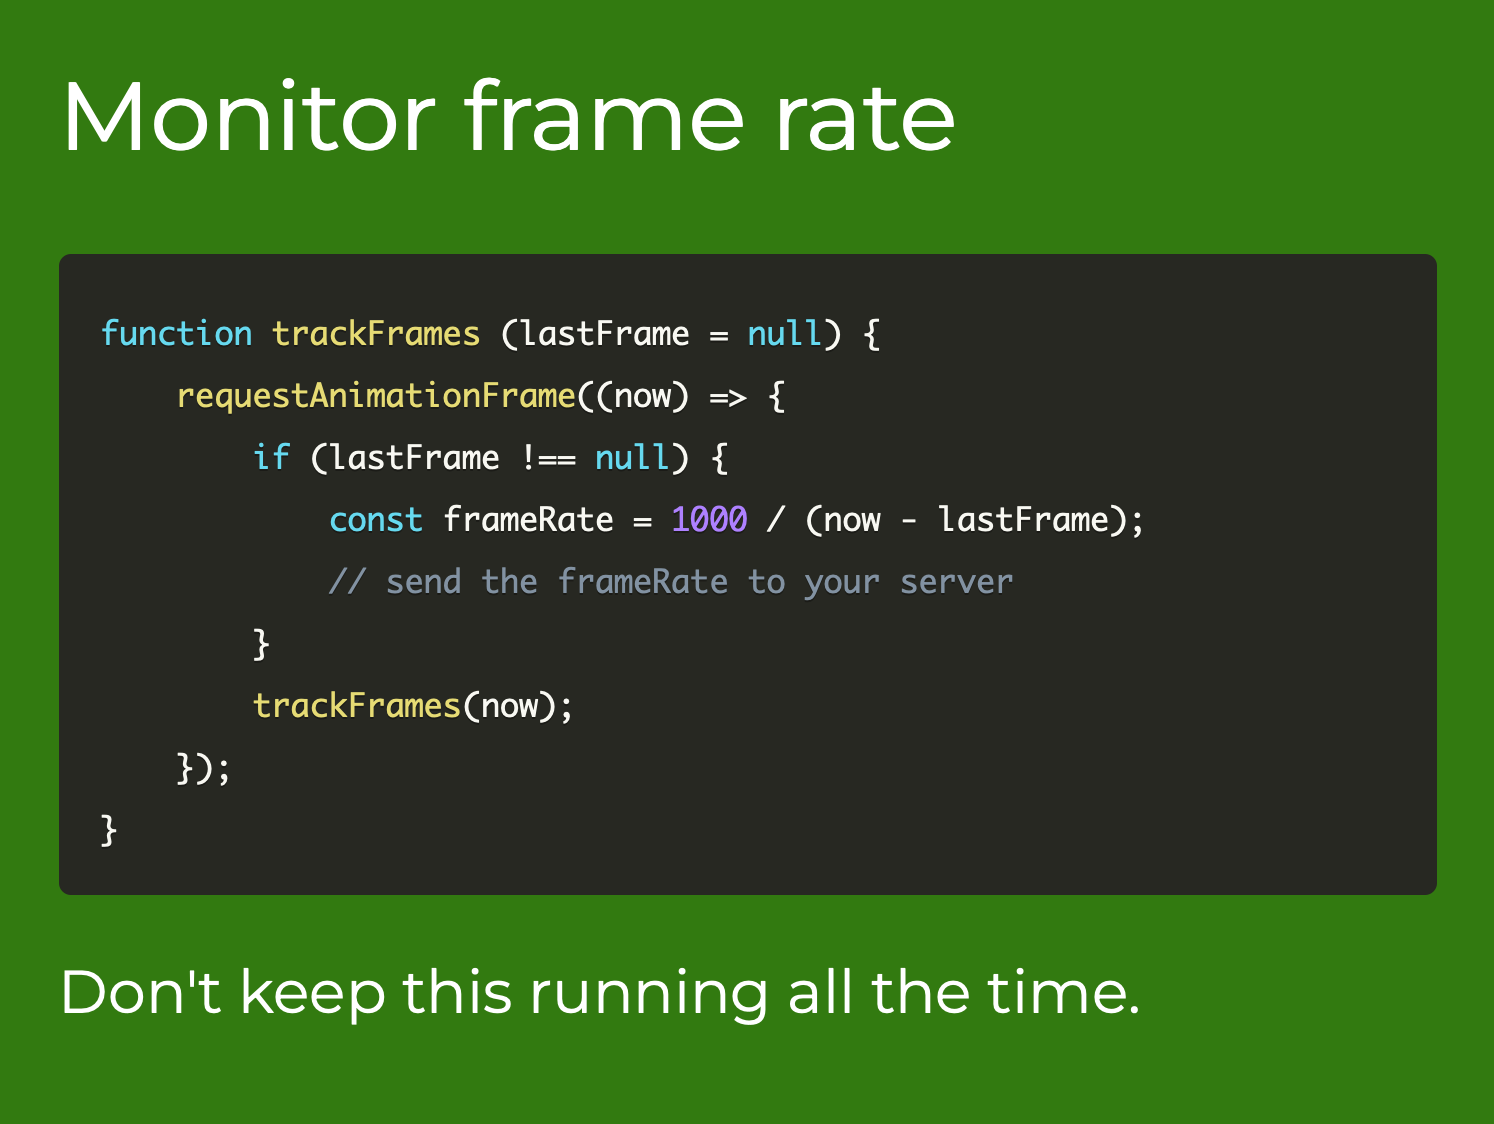 Monitor frame rate
function trackFrames (lastFrame = null) {
    requestAnimationFrame((now) => {
        if (lastFrame !== null) {
            const frameRate = 1000 / (now - lastFrame);
            // send the frameRate to your server
        }
        trackFrames(now);
    });
}
Don't keep this running all the time.